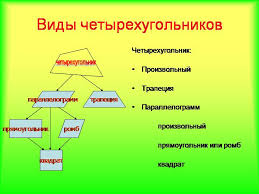 Виды четырехугольников
четырехугольник
параллелограмм
трапеция
прямоугольник
ромб
квадрат
Четырехугольник:
• Произвольный
• Трапеция
• Параллелограмм
произвольный
прямоугольник или ромб
квадрат